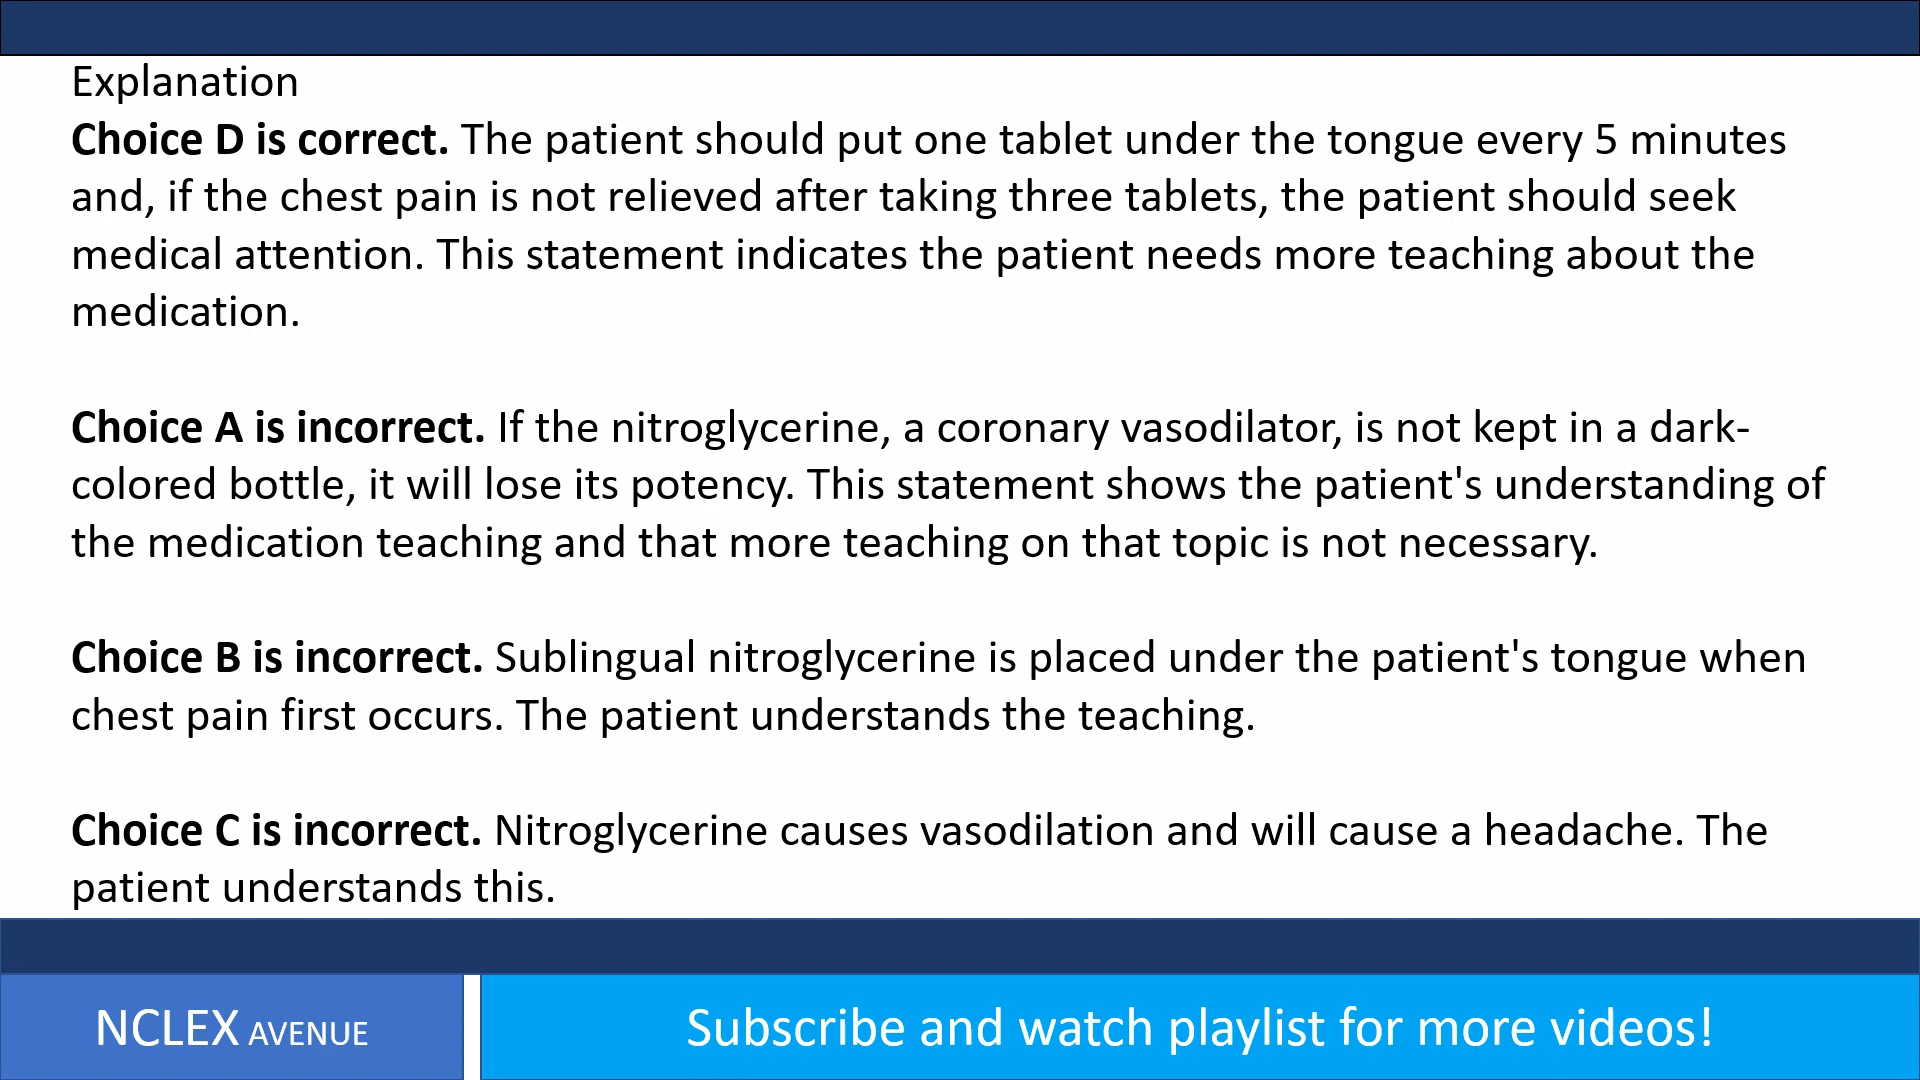 Explanation
Choice D is correct. The patient should put one tablet under the tongue every 5 minutes
and, if the chest pain is not relieved after taking three tablets, the patient should seek
medical attention. This statement indicates the patient needs more teaching about the
medication.
Choice A is incorrect. If the nitroglycerine, a coronary vasodilator, is not kept in a dark-
colored bottle, it will lose its potency. This statement shows the patient's understanding of
the medication teaching and that more teaching on that topic is not necessary.
Choice B is incorrect. Sublingual nitroglycerine is placed under the patient's tongue when
chest pain first occurs. The patient understands the teaching.
Choice C is incorrect. Nitroglycerine causes vasodilation and will cause a headache. The
patient understands this.
NCLEX AVENUE
Subscribe and watch playlist for more videos!